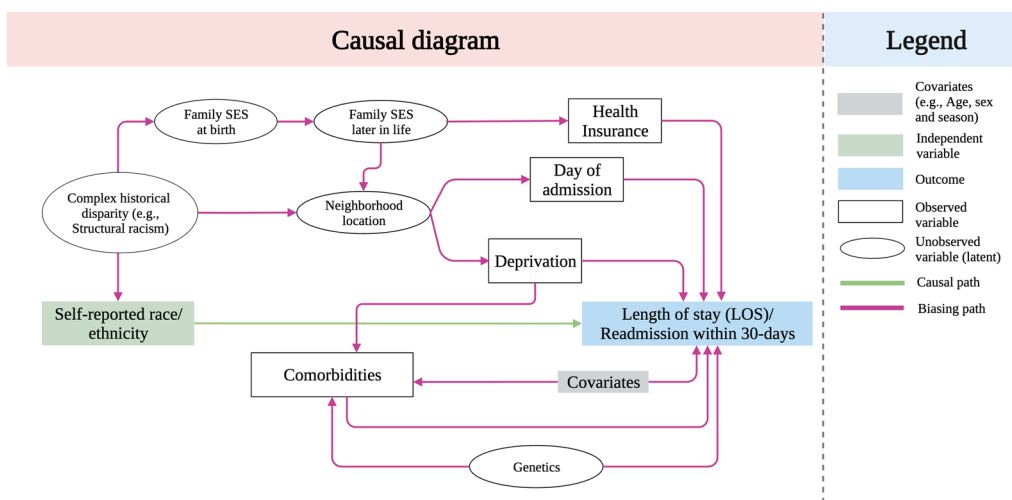 Causal diagram
Family SES
at birth
Family SES
later in life
Health
Insurance
Day of
admission
Complex historical
disparity (e.g.,
Structural racism)
Neighborhood
location
Deprivation
Self-reported race/
ethnicity
Length of stay (LOS)/
Readmission within 30-days
Comorbidities
Covariates
Genetics
Legend
Covariates
(e.g., Age, sex
and season)
Independent
variable
Outcome
Observed
variable
Unobserved
variable (latent)
Causal path
Biasing path